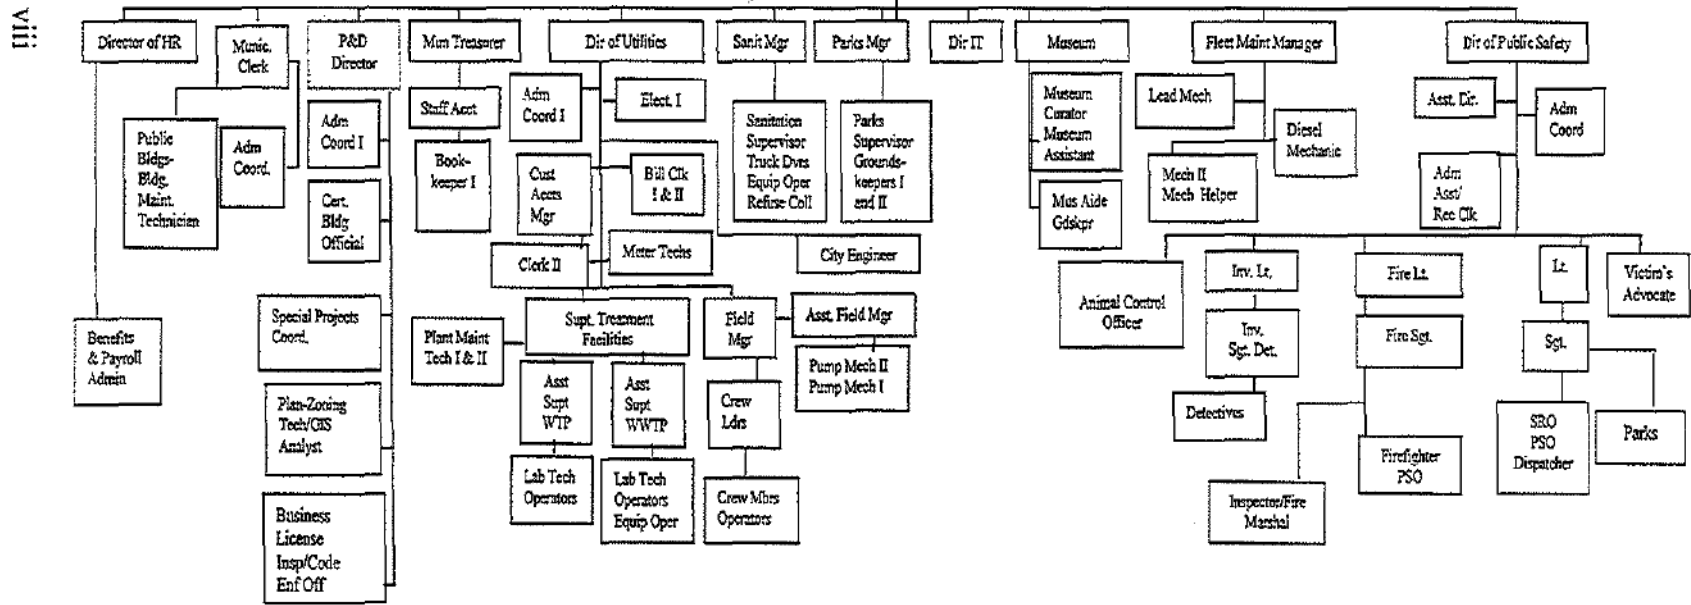 viii
Director of HR
Munic.
Clerk
P&D
Director
Mun Treasurer
Dir of Utilities
Sanit Mgr
Parks Mgr
Dir IT
Museum
Fleet Maint Manager
Dir of Public Safety
Public
Bldgs-
Bldg.
Maint.
Technician
Adm
Coord.
Adm
Coord I
Cert.
Bldg
Official
Special Projects
Coord.
Plan-Zoning
Tech/GIS
Analyst
Business
License
Insp/Code
Enf Off
Benefits
& Payroll
Admin
Staff Acct
Book-
keeper I
Adm
Coord I
Elect. I
Cust
Accts
Mgr
Bill Clk
I & II
Clerk II
Meter Techs
City Engineer
Plant Maint
Tech I & II
Supt. Treatment
Facilities
Field
Mgr
Asst. Field Mgr
Pump Mech II
Pump Mech I
Asst
Supt
WTP
Asst
Supt
WWTP
Crew
Ldrs
Lab Tech
Operators
Lab Tech
Operators
Equip Oper
Crew Mbrs
Operators
Sanitation
Supervisor
Truck Dvrs
Equip Oper
Refuse Coll
Parks
Supervisor
Grounds-
keepers I
and II
Museum
Curator
Museum
Assistant
Mus Aide
Gdskpr
Lead Mech
Diesel
Mechanic
Mech II
Mech Helper
Asst. Dir.
Adm
Coord
Adm
Asst/
Rec Clk
Animal Control
Officer
Inv. Lt.
Inv.
Sgt. Det.
Detectives
Fire Lt.
Fire Sgt.
Inspector/Fire
Marshal
Firefighter
PSO
Lt.
Sgt.
SRO
PSO
Dispatcher
Parks
Victim's
Advocate